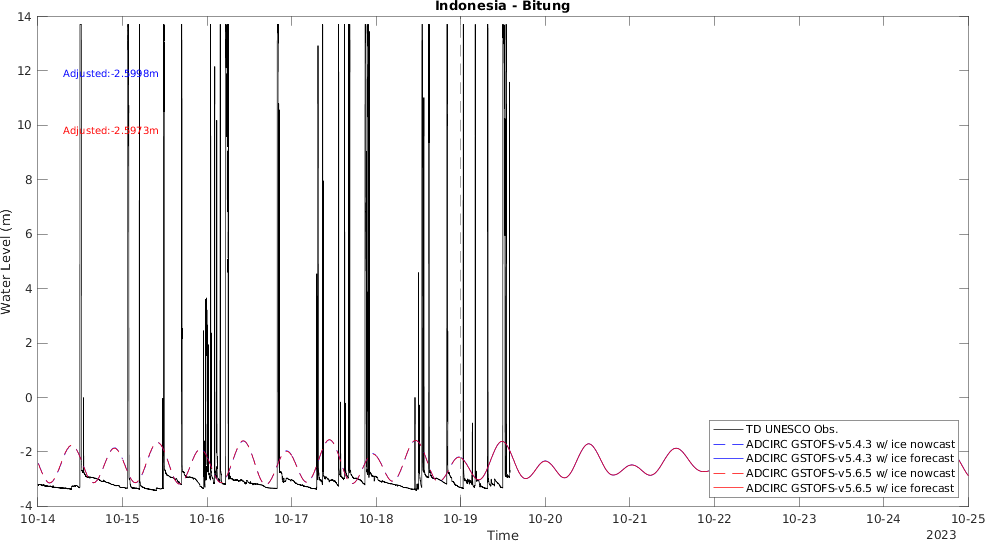 Indonesia - Bitung
14
12
10
8
6
4
2
0
-2
-4
Water Level (m)
Adjusted:-2.5998m
Adjusted:-2.5973m
TD UNESCO Obs.
ADCIRC GSTOFS-v5.4.3 w/ ice nowcast
ADCIRC GSTOFS-v5.4.3 w/ ice forecast
ADCIRC GSTOFS-v5.6.5 w/ ice nowcast
ADCIRC GSTOFS-v5.6.5 w/ ice forecast
10-14 10-15 10-16 10-17 10-18 10-19 10-20 10-21 10-22 10-23 10-24 10-25
Time
2023